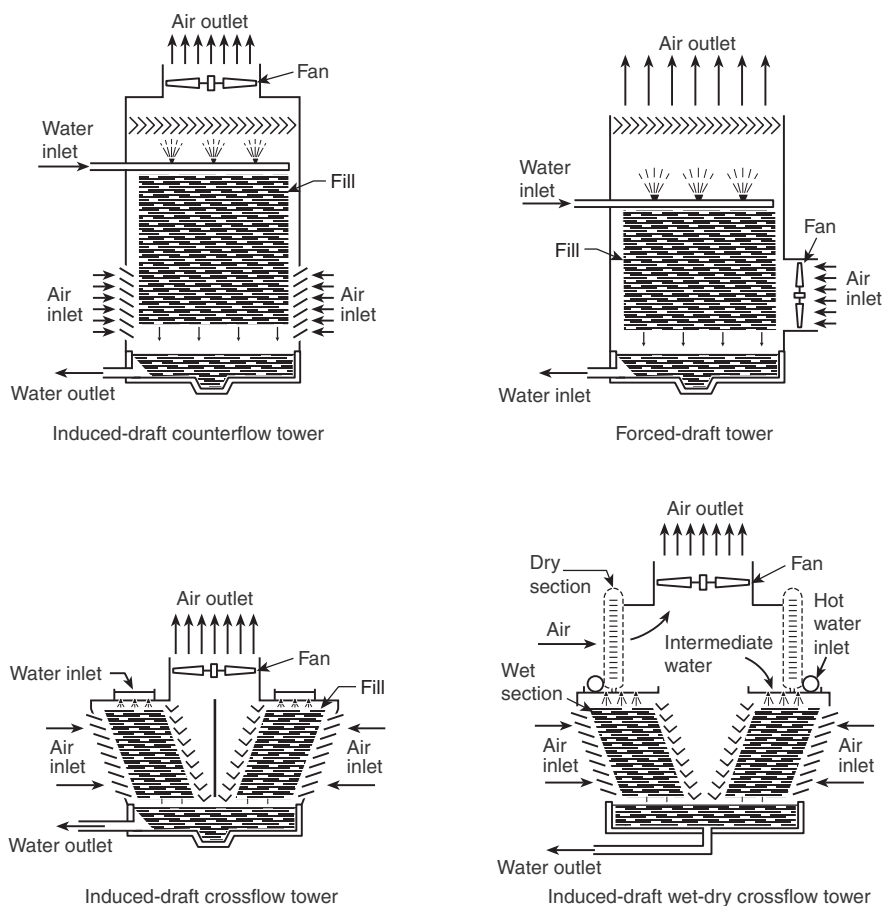 Air outlet
Fan
Water
inlet
Fill
Air
inlet
Air
inlet
Water outlet
Induced-draft counterflow tower
Air outlet
Water
inlet
Fan
Fill
Air
inlet
Water inlet
Forced-draft tower
Air outlet
Water inlet
Fan
Fill
Air
inlet
Air
inlet
Water outlet
Induced-draft crossflow tower
Air outlet
Dry
section
Fan
Hot
water
inlet
Air
Intermediate
water
Wet
section
Air
inlet
Air
inlet
Water outlet
Induced-draft wet-dry crossflow tower